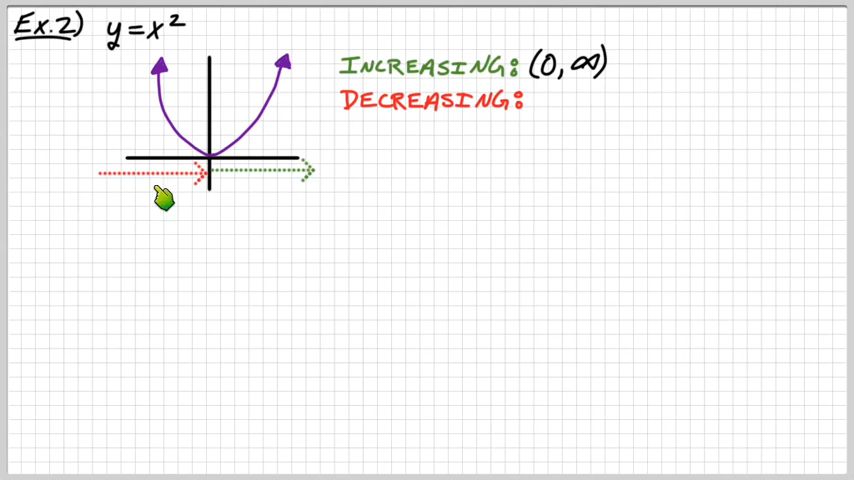 Ex.2) y=x²
INCREASING: (0, ∞)
DECREASING: